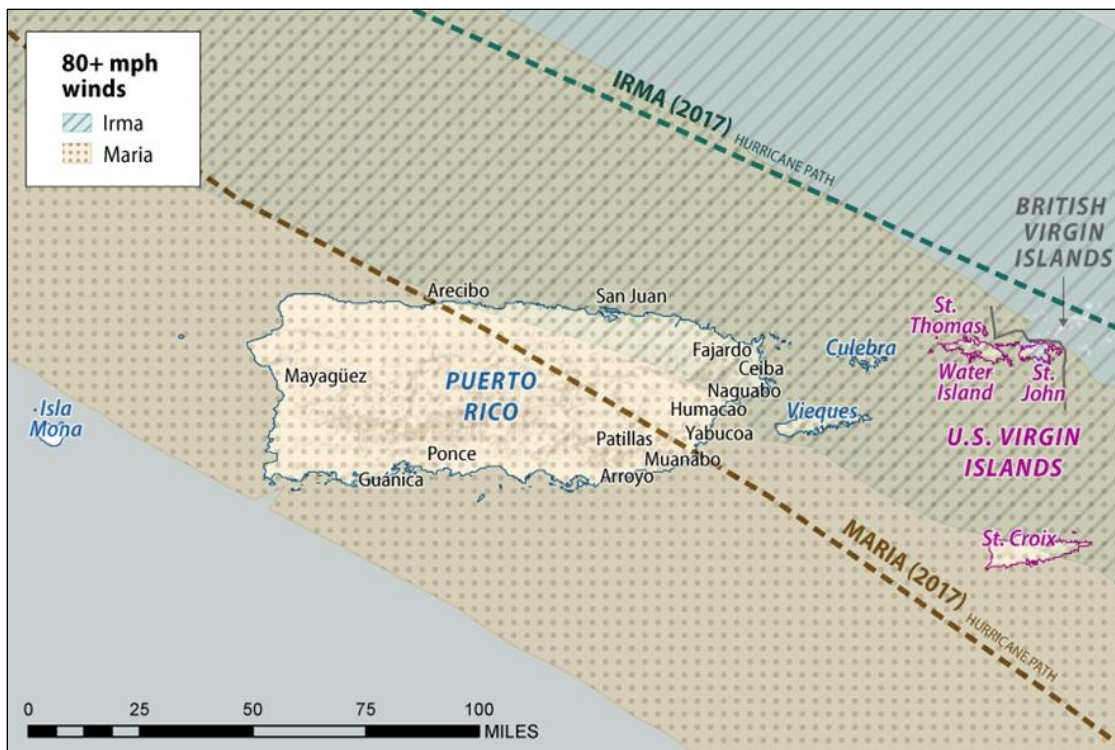 80+ mph
winds
Irma
Maria
IRMA (2017) HURRICANE PATH
BRITISH
VIRGIN
ISLANDS
Arecibo
San Juan
St.
Thomas
Fajardo
Culebra
Ceiba
Water
Island
St.
John
Mayagüez
PUERTO
RICO
Naguabo
Humacao
Vieques
Isla
Mona
Patillas
Yabucoa
U.S. VIRGIN
ISLANDS
Ponce
Muanabo
Guánica
Arroyo
St. Croix
MARIA (2017) HURRICANE PATH
0 25 50 75 100
MILES